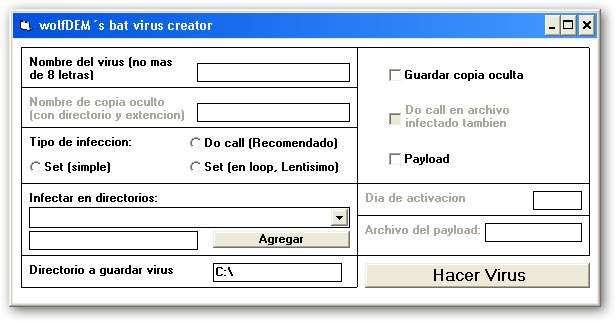 wolfDEM´s bat virus creator
Nombre del virus (no mas
de 8 letras)
Nombre de copia oculto
(con directorio y extencion)
Tipo de infeccion:
Do call (Recomendado)
Set (simple)
Set (en loop, Lentisimo)
Infectar en directorios:
Agregar
Directorio a guardar virus
C:\
Guardar copia oculta
Do call en archivo
infectado tambien
Payload
Dia de activacion
Archivo del payload:
Hacer Virus